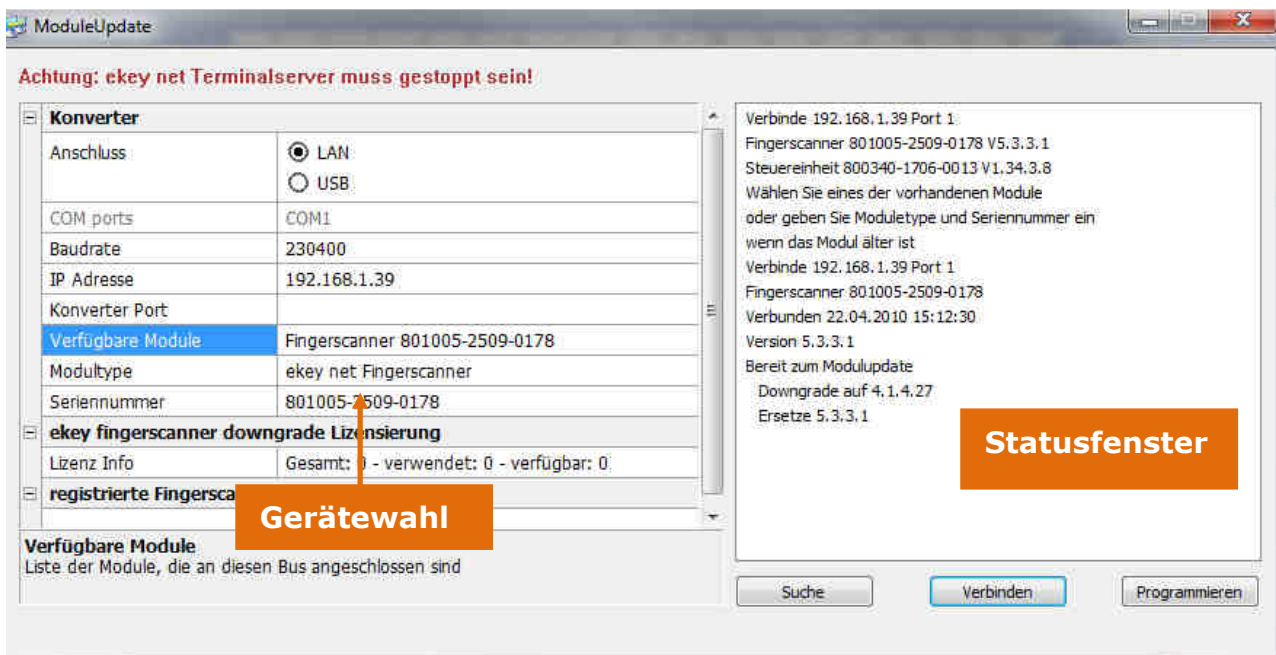 ModuleUpdate
Achtung: ekey net Terminalserver muss gestoppt sein!
Konverter
Anschluss LAN
USB
COM ports COM1
Baudrate 230400
IP Adresse 192.168.1.39
Konverter Port
Verfügbare Module Fingerscanner 801005-2509-0178
Modultype ekey net Fingerscanner
Seriennummer 801005-2509-0178
ekey fingerscanner downgrade Lizensierung
Lizenz Info Gesamt: 0 - verwendet: 0 - verfügbar: 0
registrierte
Gerätewahl
Verfügbare Module
Liste der Module, die an diesen Bus angeschlossen sind
Verbinde 192.168.1.39 Port 1
Fingerscanner 801005-2509-0178 V5.3.3.1
Steuereinheit 800340-1706-0013 V1.34.3.8
Wählen Sie eines der vorhandenen Module
oder geben Sie Moduletype und Seriennummer ein
wenn das Modul älter ist
Verbinde 192.168.1.39 Port 1
Fingerscanner 801005-2509-0178
Verbunden 22.04.2010 15:12:30
Version 5.3.3.1
Bereit zum Modulupdate
Downgrade auf 4.1.4.27
Ersetze 5.3.3.1
Statusfenster
Suche Verbinden Programmieren